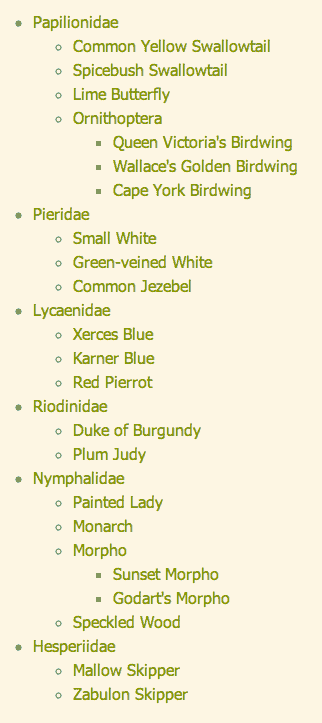 Papilionidae
Common Yellow Swallowtail
Spicebush Swallowtail
Lime Butterfly
Ornithoptera
Queen Victoria's Birdwing
Wallace's Golden Birdwing
Cape York Birdwing
Pieridae
Small White
Green-veined White
Common Jezebel
Lycaenidae
Xerces Blue
Karner Blue
Red Pierrot
Riodinidae
Duke of Burgundy
Plum Judy
Nymphalidae
Painted Lady
Monarch
Morpho
Sunset Morpho
Godart's Morpho
Speckled Wood
Hesperiidae
Mallow Skipper
Zabulon Skipper